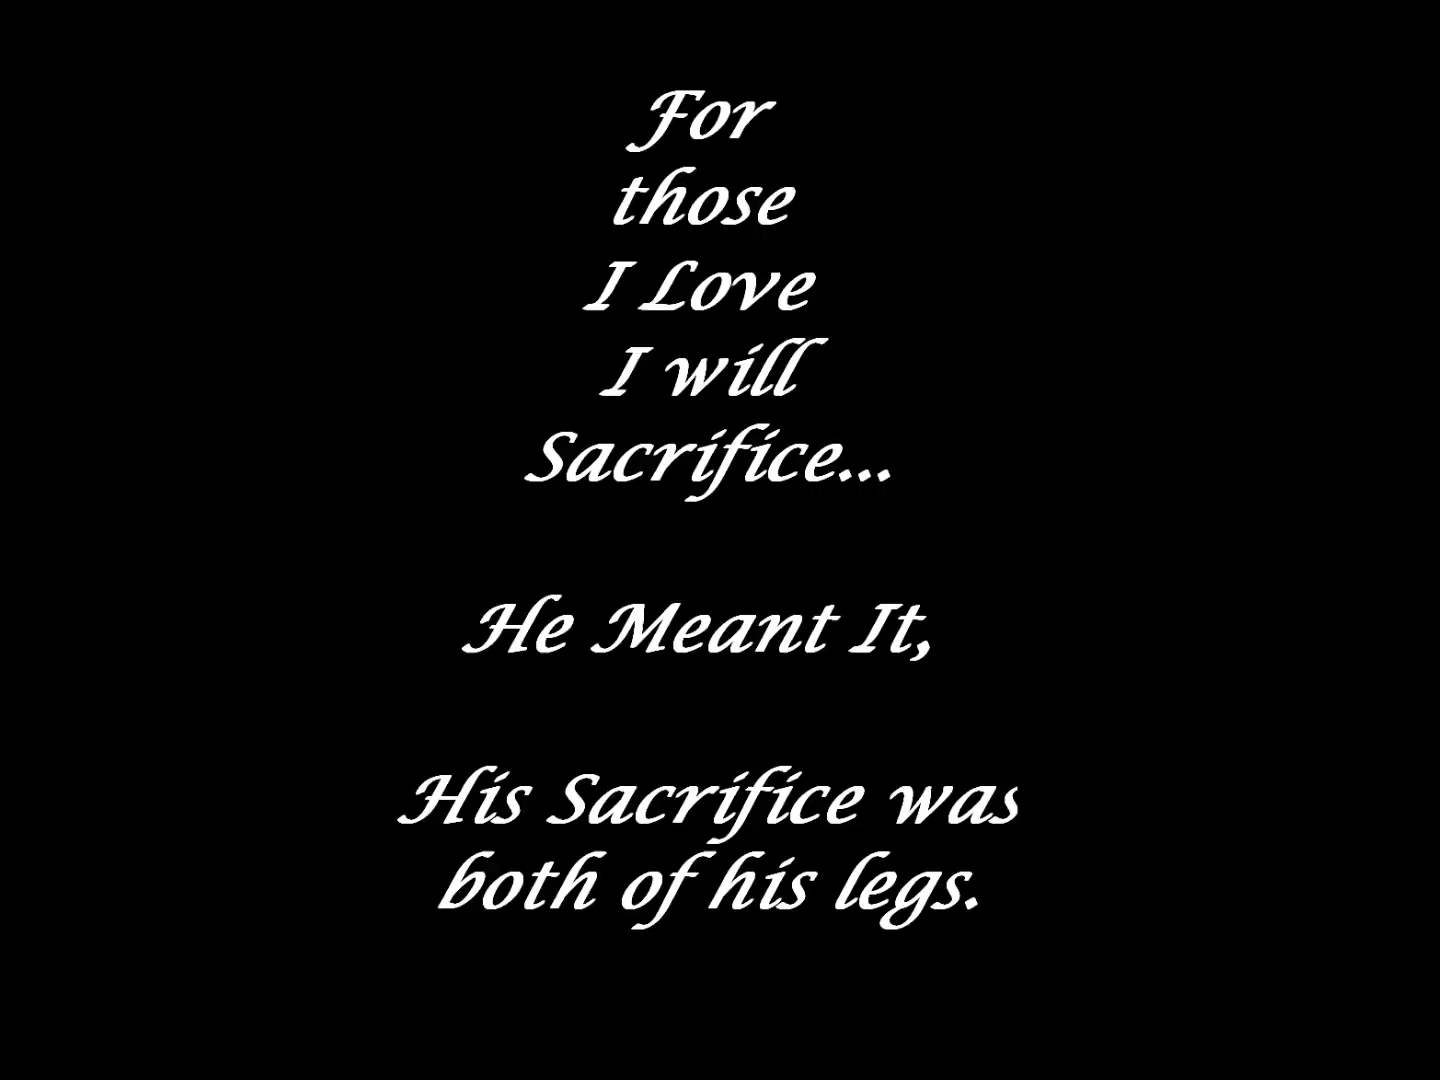 For
those
I Love
I will
Sacrifice...
He Meant It,
His Sacrifice was
both of his legs.